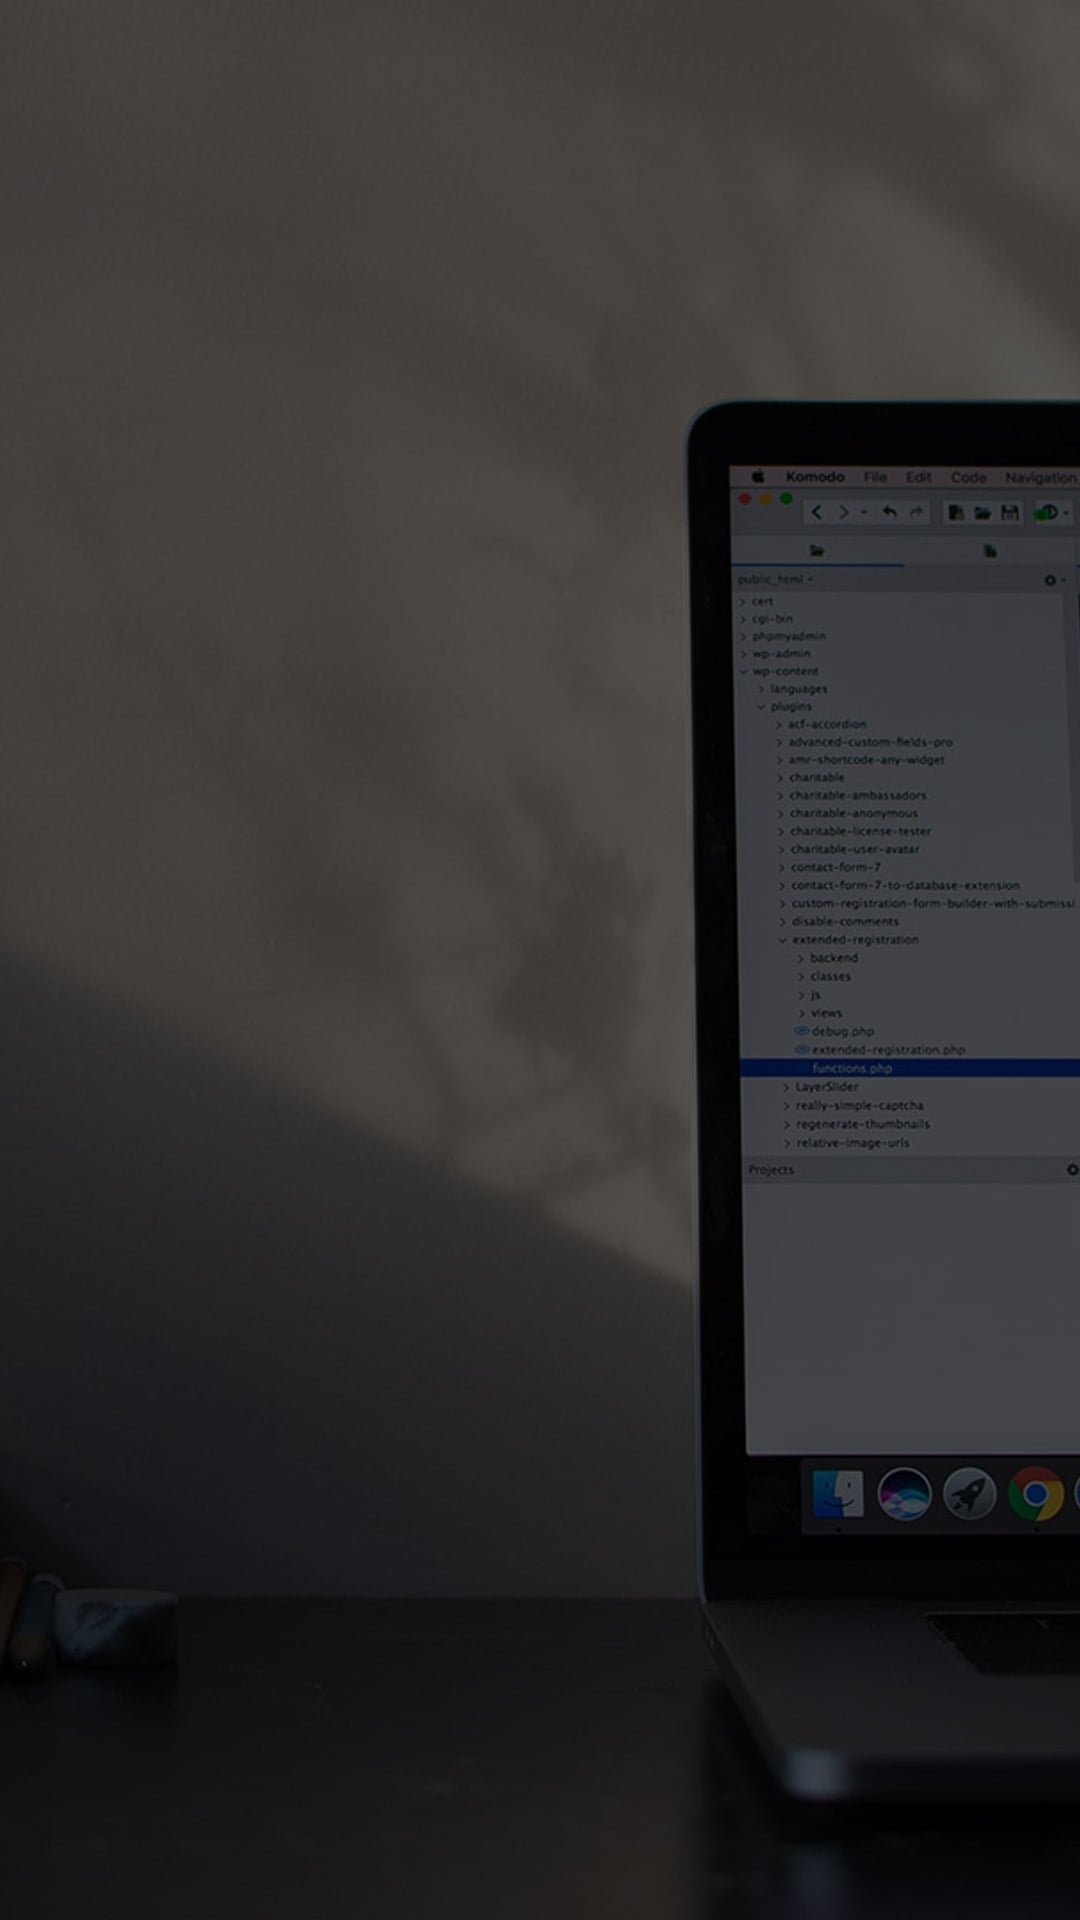 Komodo File Edit Code Navigation
public_html
cert
cgi-bin
phpmyadmin
wp-admin
wp-content
languages
plugins
acf-accordion
advanced-custom-fields-pro
amr-shortcode-any-widget
charitable
charitable-ambassadors
charitable-anonymous
charitable-license-tester
charitable-user-avatar
contact-form-7
contact-form-7-to-database-extension
custom-registration-form-builder-with-submissi
disable-comments
extended-registration
backend
classes
js
views
debug.php
extended-registration.php
functions.php
LayerSlider
really-simple-captcha
regenerate-thumbnails
relative-image-urls
Projects